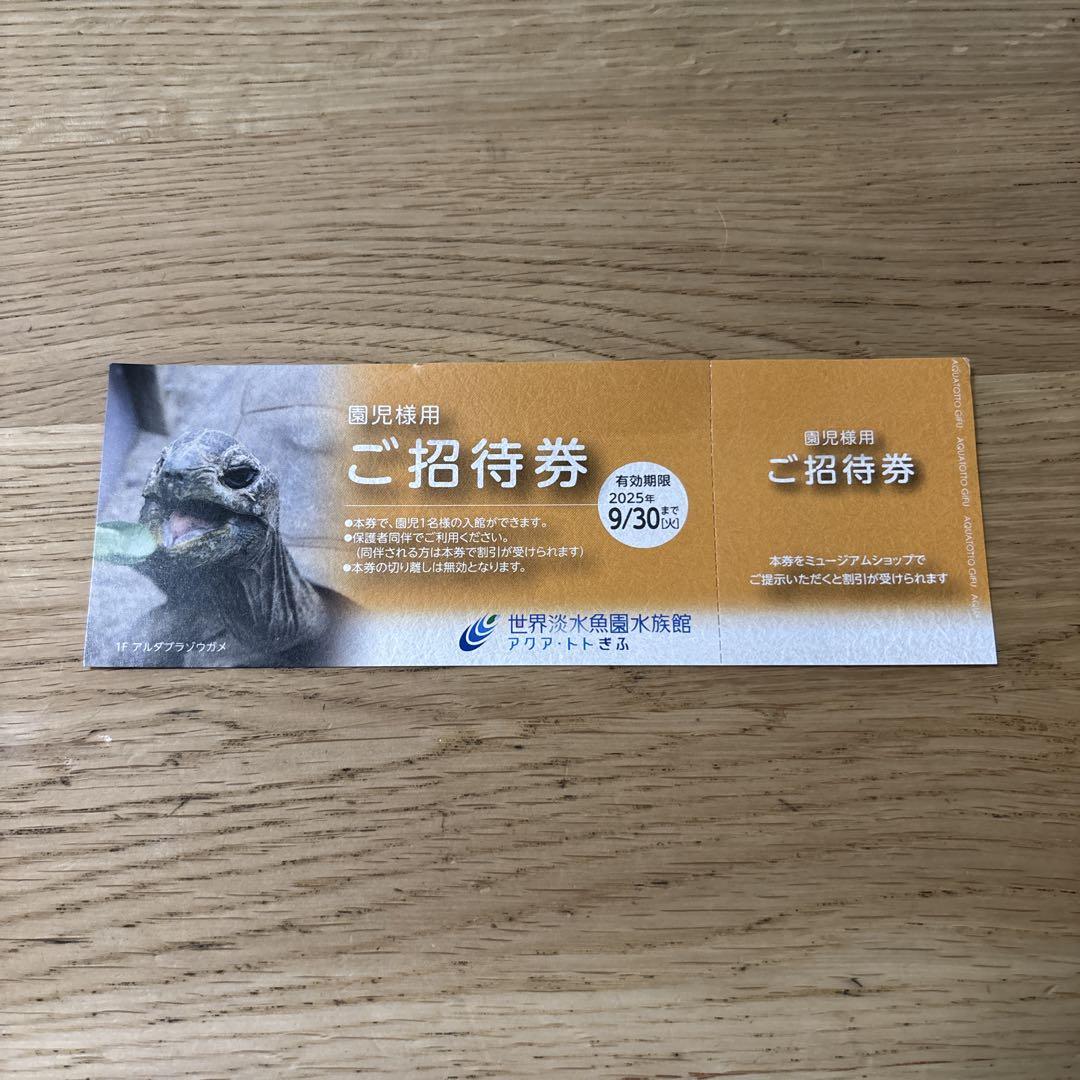 園児様用
ご招待券
有効期限
2025年
9/30まで[火]
●本券で、園児1名様の入館ができます。
●保護者同伴でご利用ください。
(同伴される方は本券で割引が受けられます)
●本券の切り離しは無効となります。
世界淡水魚園水族館
アクア・トトぎふ
1F アルダブラゾウガメ
園児様用
ご招待券
本券をミュージアムショップで
ご提示いただくと割引が受けられます
AQUATOTTO GIFU AQUATOTTO GIFU AQUATOTTO GIFU AQ